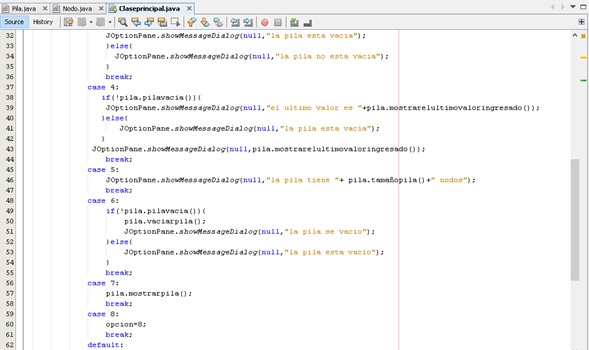 Pila.java Nodo.java Claseprincipal.java
Source History
32 JOptionPane.showMessageDialog(null,"la pila esta vacia");
33 }else{
34 JOptionPane.showMessageDialog(null,"la pila no esta vacia");
35 }
36 break;
37 case 4:
38 if(!pila.pilavacia()){
39 JOptionPane.showMessageDialog(null,"el ultimo valor es "+pila.mostrarelultimovaloringresado());
40 }else{
41 JOptionPane.showMessageDialog(null,"la pila esta vacia");
42 }
43 JOptionPane.showMessageDialog(null,pila.mostrarelultimovaloringresado());
44 break;
45 case 5:
46 JOptionPane.showMessageDialog(null,"la pila tiene "+ pila.tamañopila()+" nodos");
47 break;
48 case 6:
49 if(!pila.pilavacia()){
50 pila.vaciarpila();
51 JOptionPane.showMessageDialog(null,"la pila se vacio");
52 }else{
53 JOptionPane.showMessageDialog(null,"la pila esta vacio");
54 }
55 break;
56 case 7:
57 pila.mostrarpila();
58 break;
59 case 8:
60 opcion=8;
61 break;
62 default: